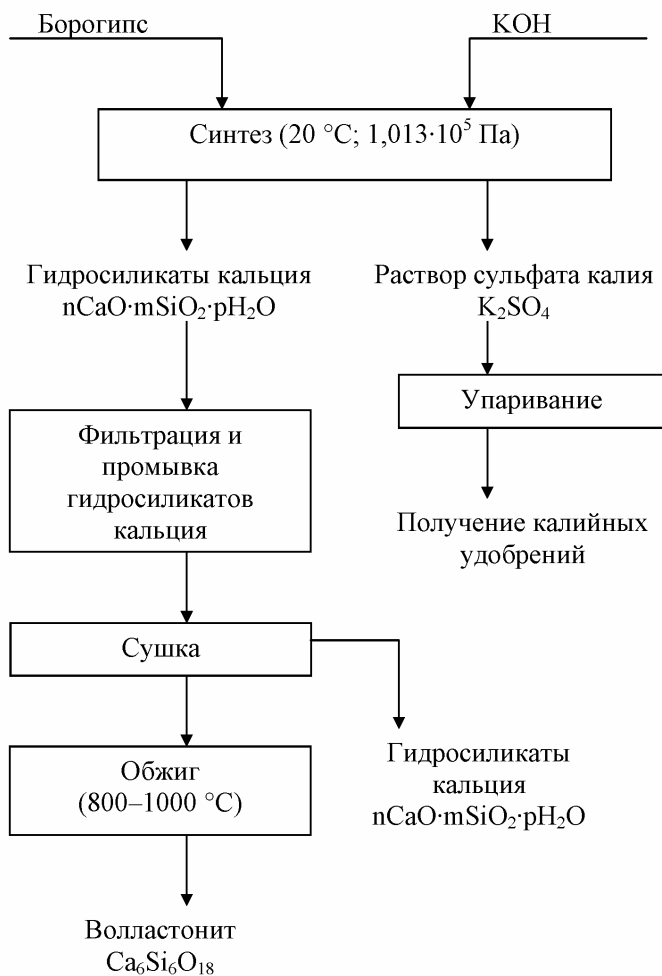 Борогипс
KOH
Синтез (20 °C; 1,013·10⁵ Па)
Гидросиликаты кальция
nCaO·mSiO₂·pH₂O
Раствор сульфата калия
K₂SO₄
Упаривание
Фильтрация и
промывка
гидросиликатов
кальция
Получение калийных
удобрений
Сушка
Обжиг
(800–1000 °C)
Гидросиликаты
кальция
nCaO·mSiO₂·pH₂O
Волластонит
Ca₆Si₆O₁₈